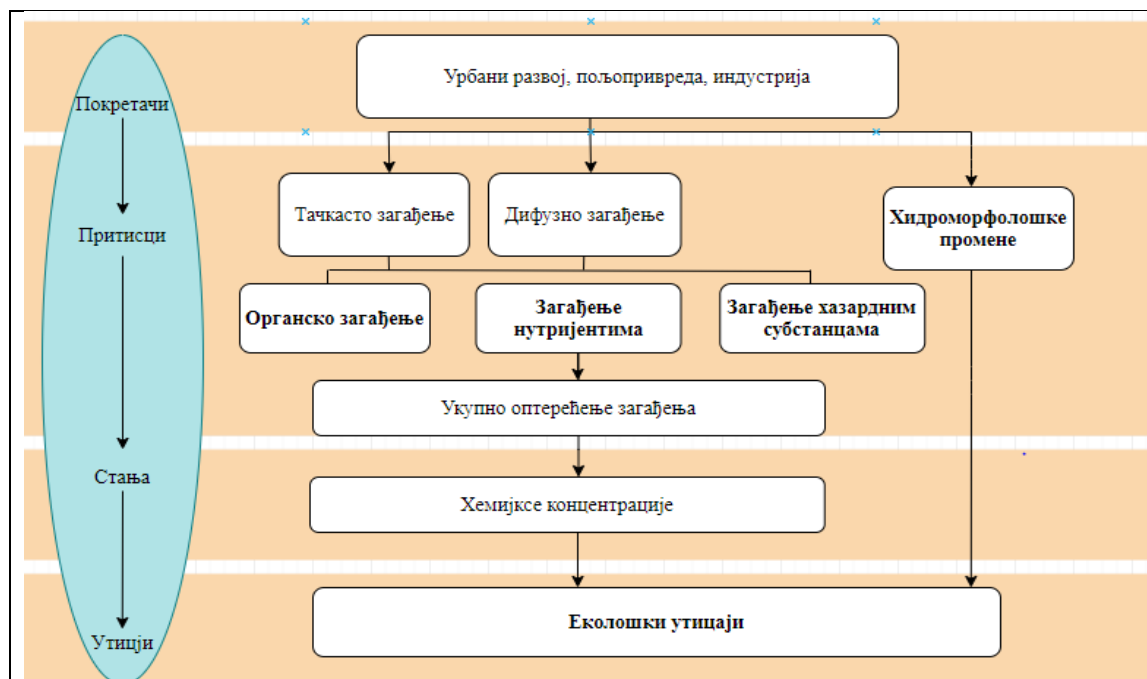 Урбани развој, пољопривреда, индустрија
Покретачи
Тачкасто загађење
Дифузно загађење
Хидроморфолошке
промене
Притисци
Органско загађење
Загађење
нутријентима
Загађење хазардним
субстанцама
Укупно оптерећење загађења
Стања
Хемијксе концентрације
Еколошки утицаји
Утицји